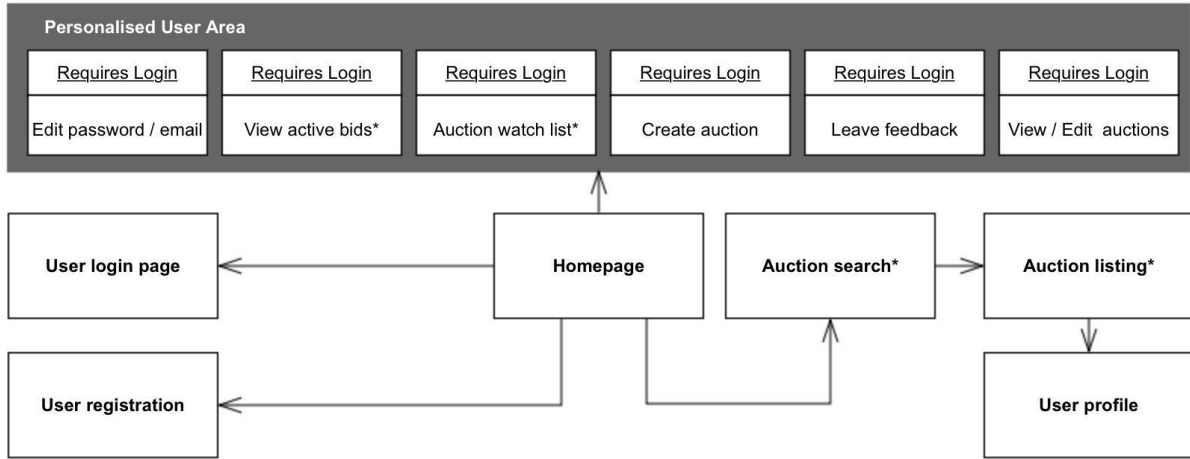 Personalised User Area
Requires Login
Edit password / email
Requires Login
View active bids*
Requires Login
Auction watch list*
Requires Login
Create auction
Requires Login
Leave feedback
Requires Login
View / Edit auctions
User login page
Homepage
Auction search*
Auction listing*
User registration
User profile